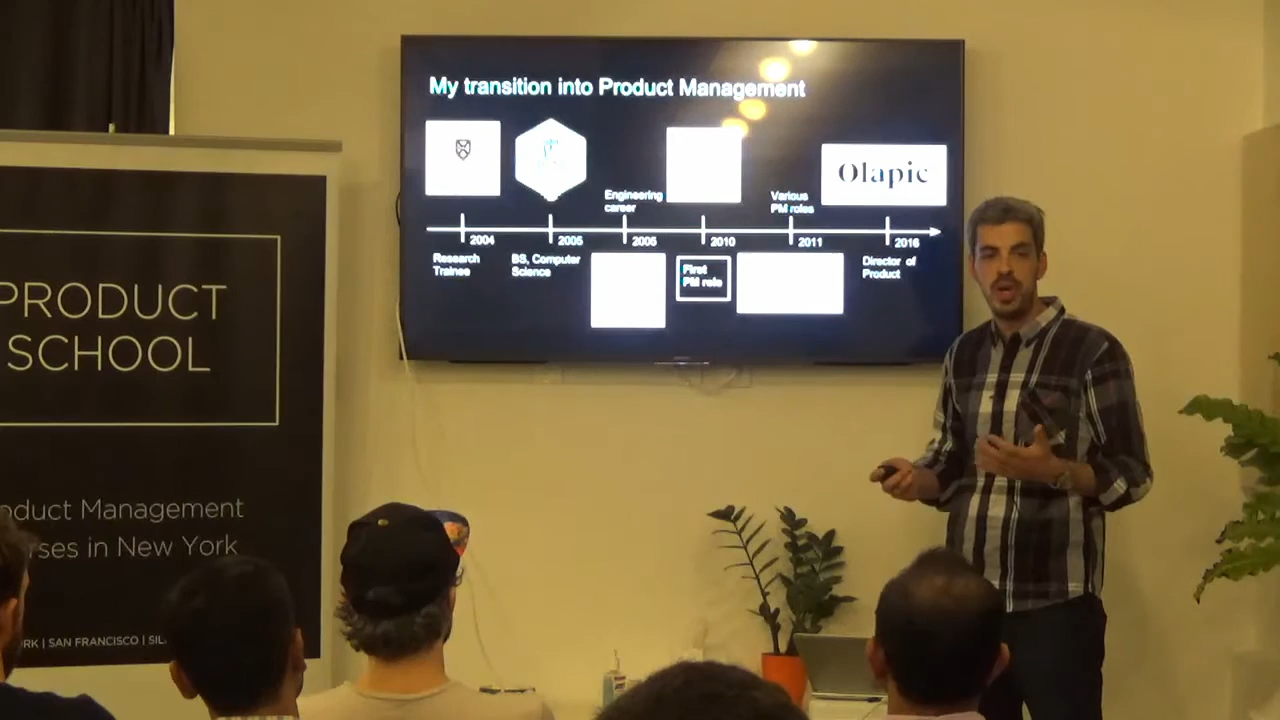 My transition into Product Management
Olapic
Engineering
career
Various
PM roles
2004
2005
2005
2010
2011
2016
Research
Trainee
BS, Computer
Science
First
PM role
Director of
Product
PRODUCT
SCHOOL
oduct Management
rses in New York
RK | SAN FRANCISCO | SIL